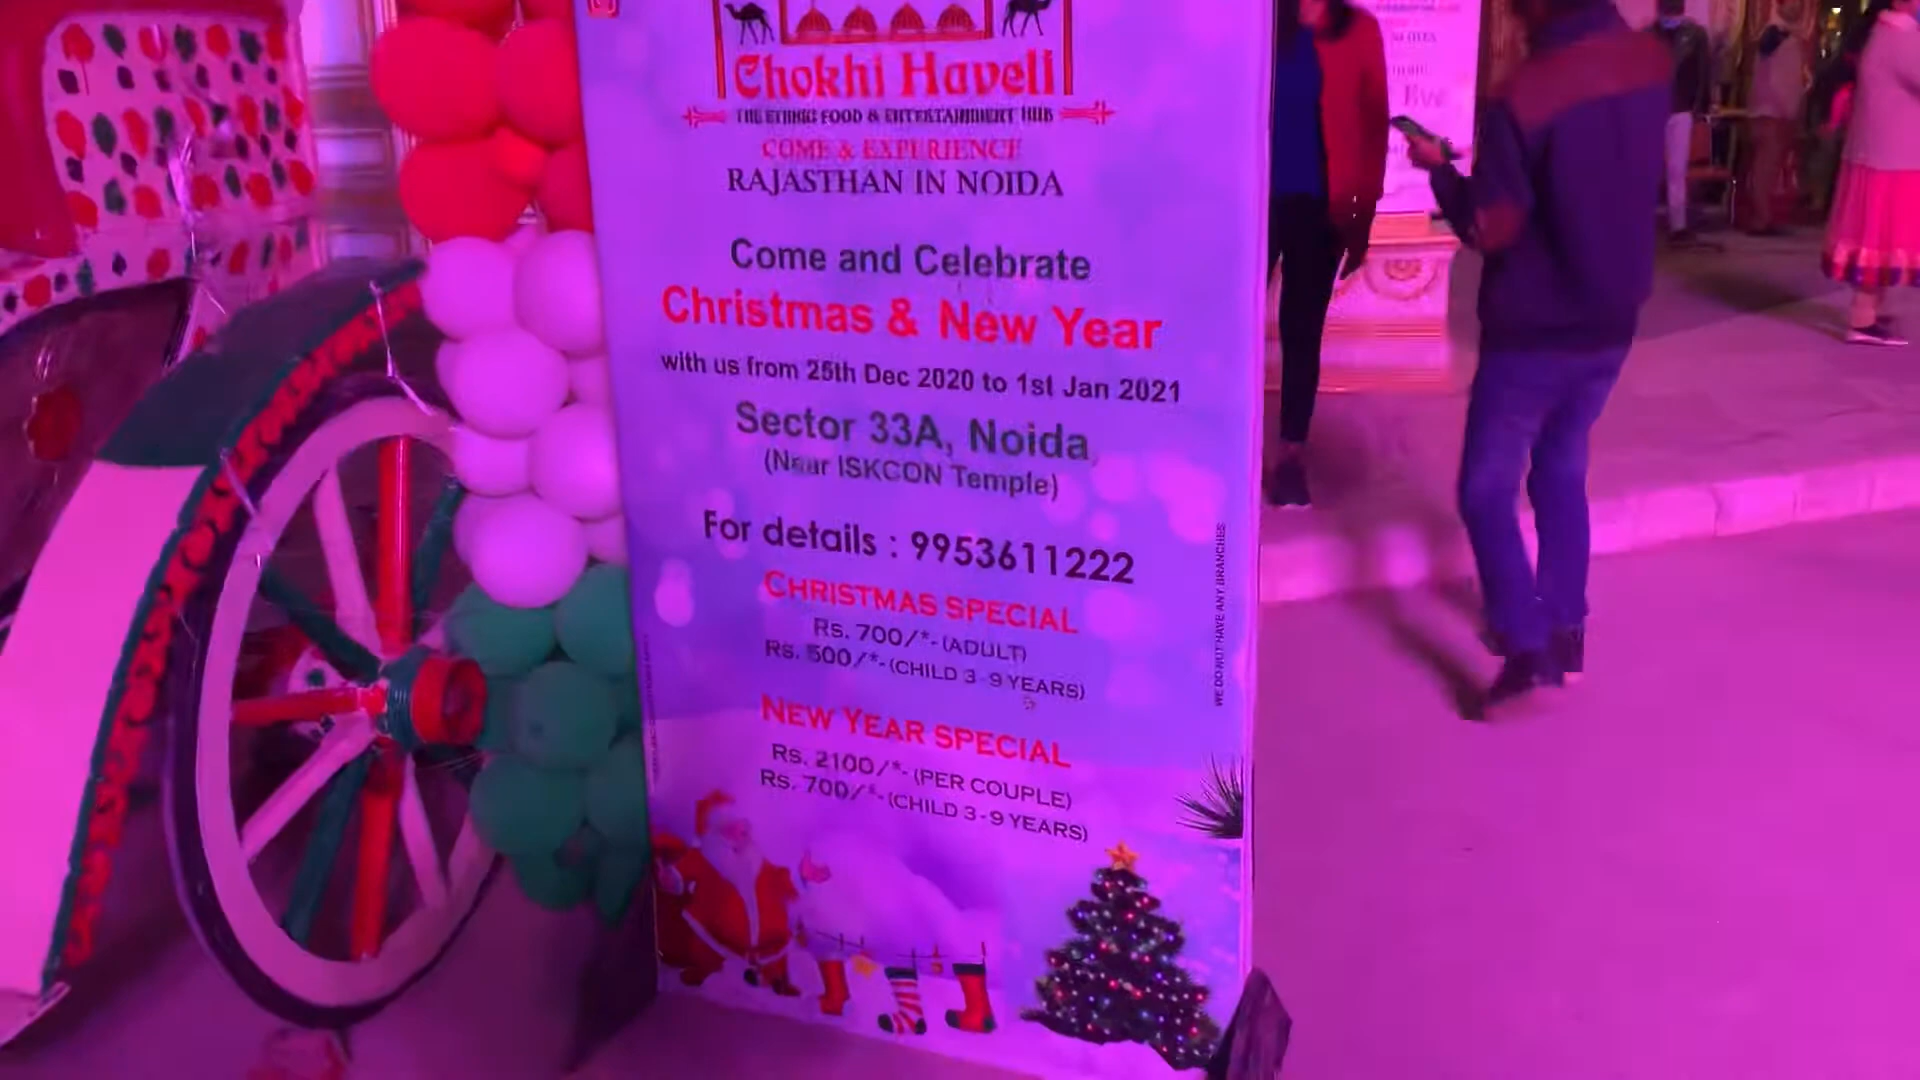 Chokhi Haveli
THE ETHNIC FOOD & ENTERTAINMENT HUB
COME & EXPERIENCE
RAJASTHAN IN NOIDA
Come and Celebrate
Christmas & New Year
with us from 25th Dec 2020 to 1st Jan 2021
Sector 33A, Noida
(Near ISKCON Temple)
For details : 9953611222
CHRISTMAS SPECIAL
Rs. 700/*- (ADULT)
Rs. 500/*- (CHILD 3-9 YEARS)
NEW YEAR SPECIAL
Rs. 2100/*- (PER COUPLE)
Rs. 700/*- (CHILD 3-9 YEARS)
WE DO NOT HAVE ANY BRANCHES
Eve